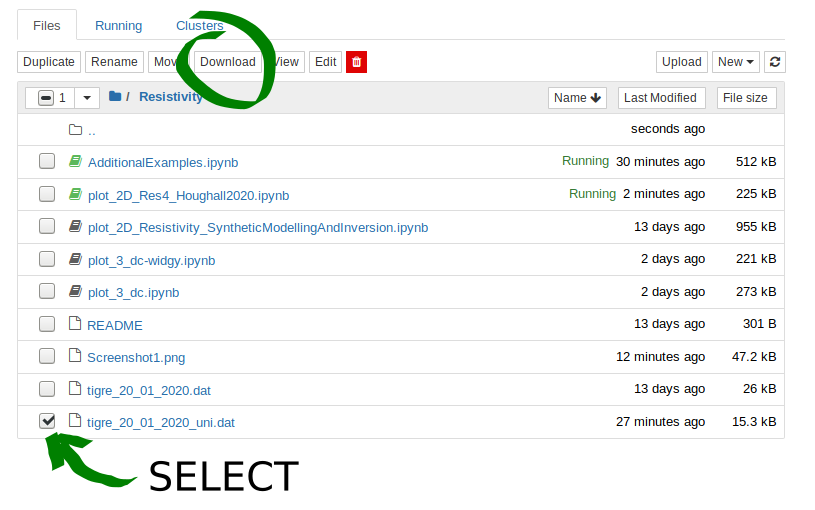 Files Running Clusters
Duplicate Rename Move Download View Edit Upload New
1 / Resistivity Name Last Modified File size
.. seconds ago
AdditionalExamples.ipynb Running 30 minutes ago 512 kB
plot_2D_Res4_Houghall2020.ipynb Running 2 minutes ago 225 kB
plot_2D_Resistivity_SyntheticModellingAndInversion.ipynb 13 days ago 955 kB
plot_3_dc-widgy.ipynb 2 days ago 221 kB
plot_3_dc.ipynb 2 days ago 273 kB
README 13 days ago 301 B
Screenshot1.png 12 minutes ago 47.2 kB
tigre_20_01_2020.dat 13 days ago 26 kB
tigre_20_01_2020_uni.dat 27 minutes ago 15.3 kB
SELECT